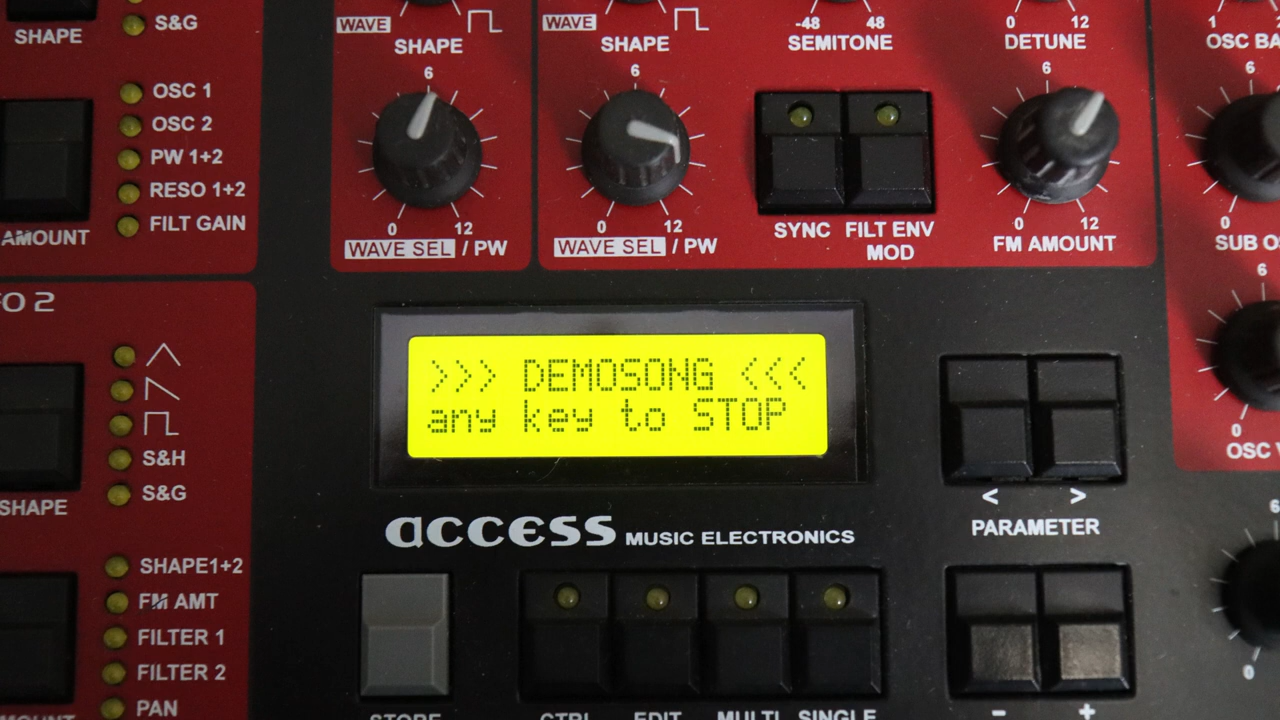 SHAPE
S&G
OSC 1
OSC 2
PW 1+2
RESO 1+2
FILT GAIN
AMOUNT
WAVE
SHAPE
6
0 12
WAVE SEL / PW
WAVE
SHAPE
6
0 12
WAVE SEL / PW
-48 48
SEMITONE
SYNC
FILT ENV
MOD
0 12
DETUNE
6
0 12
FM AMOUNT
1
6
0
SUB
6
0
OSC
6
0
2
S&H
S&G
SHAPE
SHAPE1+2
FM AMT
FILTER 1
FILTER 2
PAN
>>> DEMOSONG <<<
any key to STOP
access MUSIC ELECTRONICS
< >
PARAMETER
- +
STORE
CTRL EDIT MULTI SINGLE